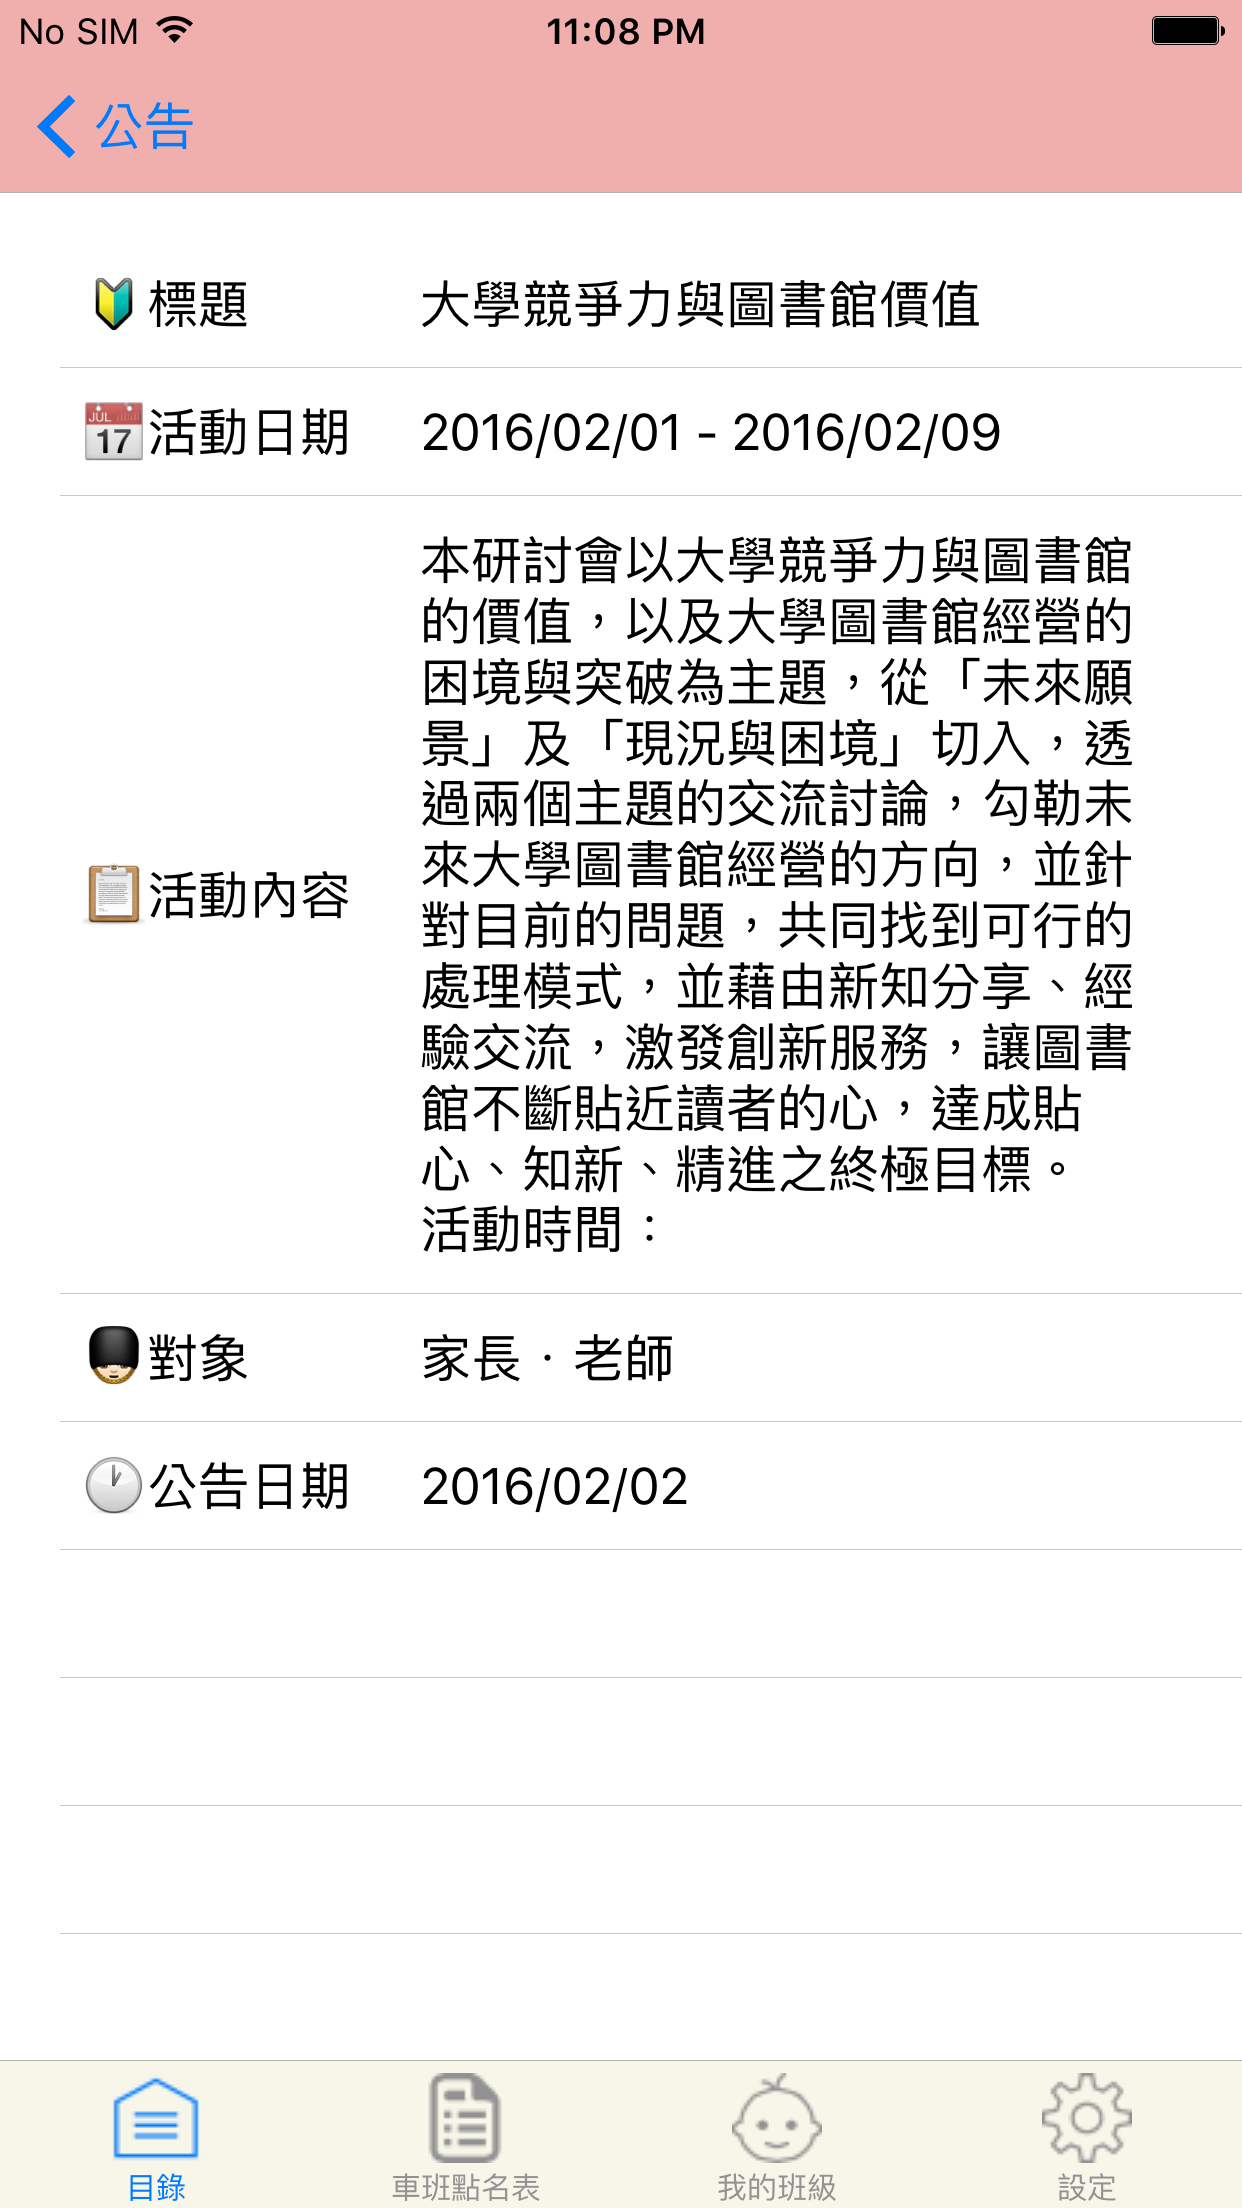 No SIM 11:08 PM
公告
標題 大學競爭力與圖書館價值
JUL 17 活動日期 2016/02/01 - 2016/02/09
活動內容
本研討會以大學競爭力與圖書館
的價值，以及大學圖書館經營的
困境與突破為主題，從「未來願
景」及「現況與困境」切入，透
過兩個主題的交流討論，勾勒未
來大學圖書館經營的方向，並針
對目前的問題，共同找到可行的
處理模式，並藉由新知分享、經
驗交流，激發創新服務，讓圖書
館不斷貼近讀者的心，達成貼
心、知新、精進之終極目標。
活動時間：
對象 家長．老師
公告日期 2016/02/02
目錄 車班點名表 我的班級 設定